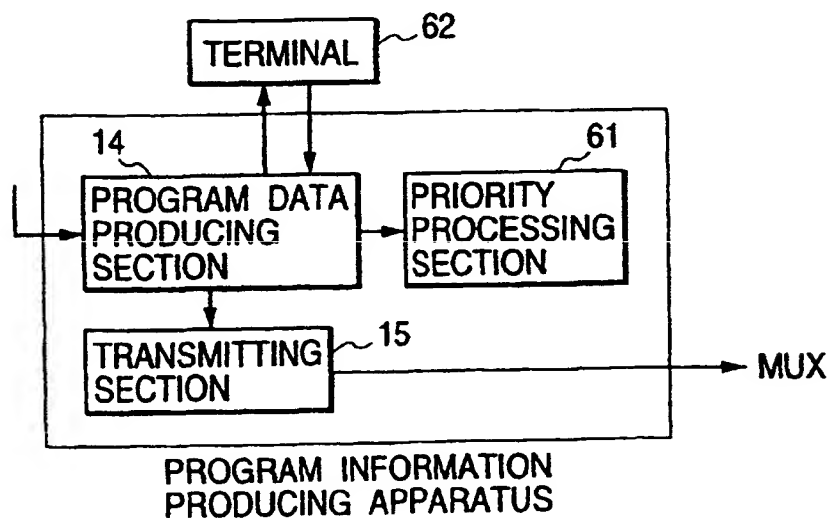 62
TERMINAL
14
61
PROGRAM DATA
PRODUCING
SECTION
PRIORITY
PROCESSING
SECTION
15
TRANSMITTING
SECTION
MUX
PROGRAM INFORMATION
PRODUCING APPARATUS